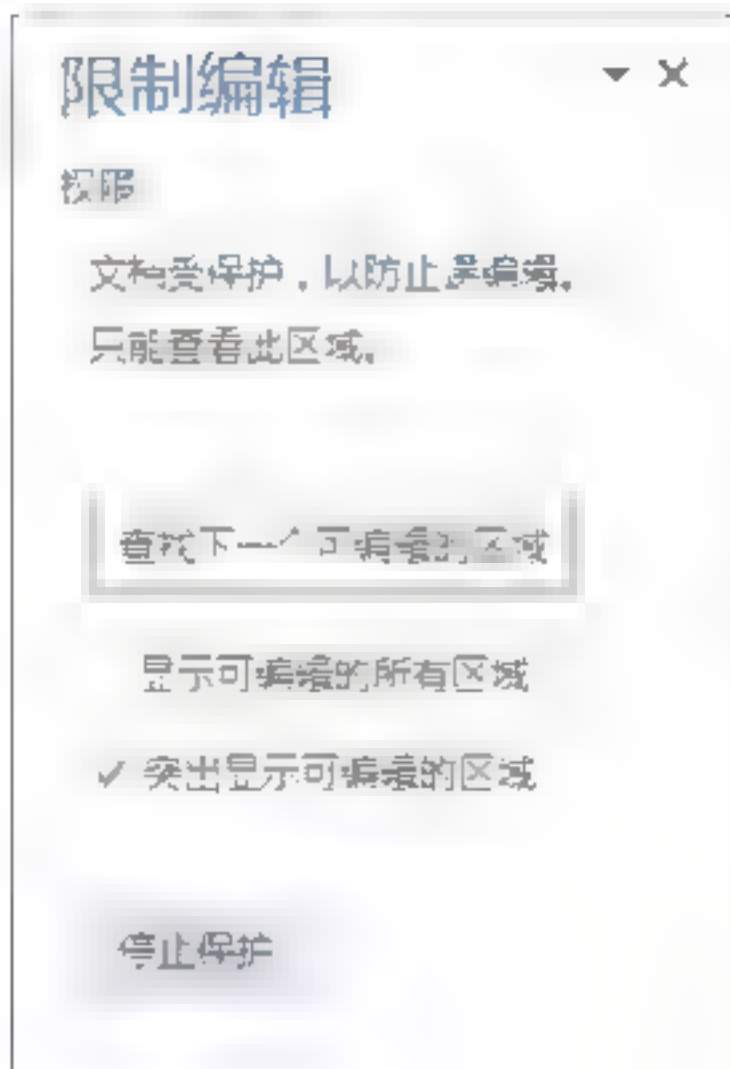 限制编辑
权限
文档受保护，以防止误编辑。
只能查看此区域。
查找下一个可编辑的区域
显示可编辑的所有区域
突出显示可编辑的区域
停止保护